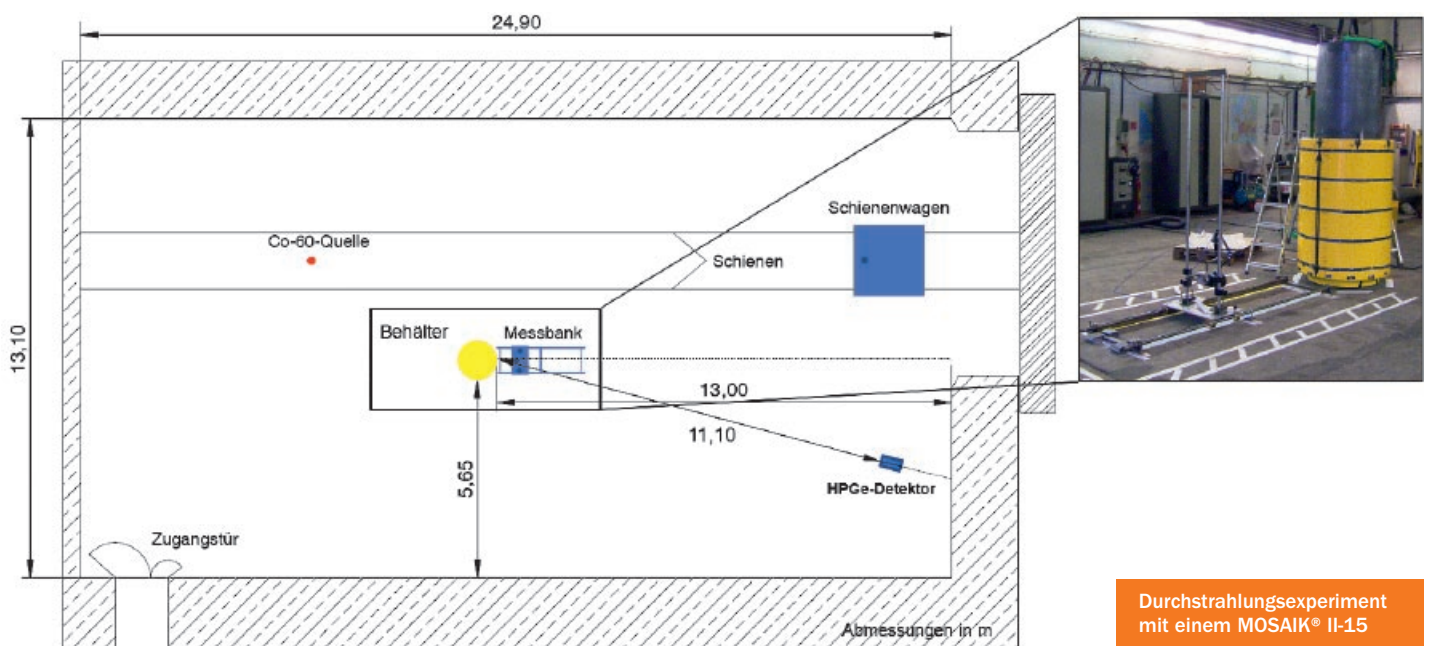 24,90
13,10
Schienenwagen
Co-60-Quelle
Schienen
Behälter
Messbank
13,00
11,10
5,65
HPGe-Detektor
Zugangstür
Abmessungen in m
Durchstrahlungsexperiment
mit einem MOSAIK® II-15